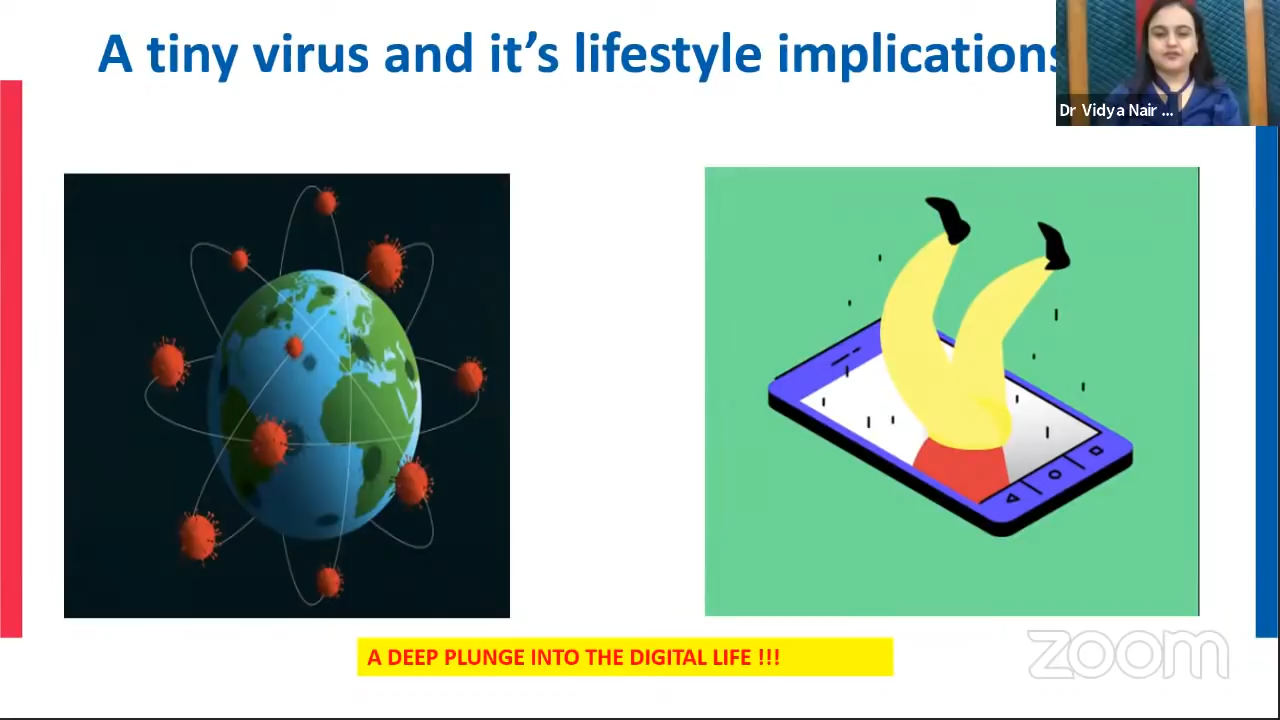 A tiny virus and it’s lifestyle implications
Dr Vidya Nair ...
A DEEP PLUNGE INTO THE DIGITAL LIFE !!!
zoom